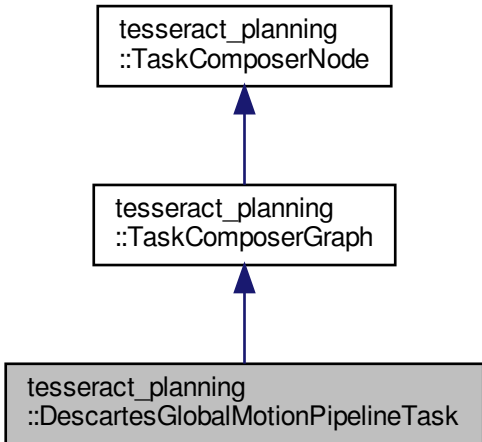 tesseract_planning
::TaskComposerNode
tesseract_planning
::TaskComposerGraph
tesseract_planning
::DescartesGlobalMotionPipelineTask